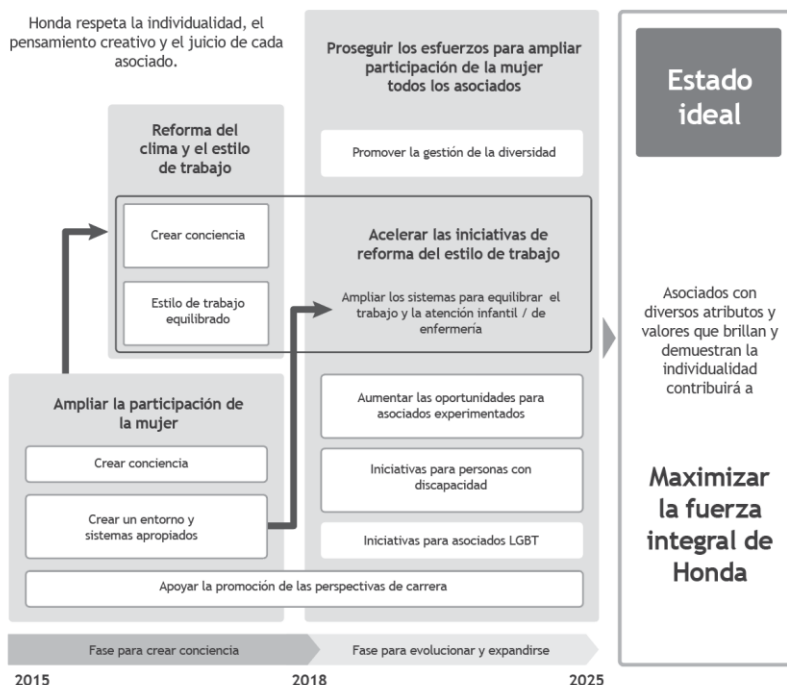 Honda respeta la individualidad, el
pensamiento creativo y el juicio de cada
asociado.
Reforma del
clima y el estilo
de trabajo
Crear conciencia
Estilo de trabajo
equilibrado
Ampliar la participación de
la mujer
Crear conciencia
Crear un entorno y
sistemas apropiados
Apoyar la promoción de las perspectivas de carrera
Proseguir los esfuerzos para ampliar
participación de la mujer
todos los asociados
Promover la gestión de la diversidad
Acelerar las iniciativas de
reforma del estilo de trabajo
Ampliar los sistemas para equilibrar el
trabajo y la atención infantil / de
enfermería
Aumentar las oportunidades para
asociados experimentados
Iniciativas para personas con
discapacidad
Iniciativas para asociados LGBT
Estado
ideal
Asociados con
diversos atributos y
valores que brillan y
demuestran la
individualidad
contribuirá a
Maximizar
la fuerza
integral de
Honda
Fase para crear conciencia
Fase para evolucionar y expandirse
2015
2018
2025